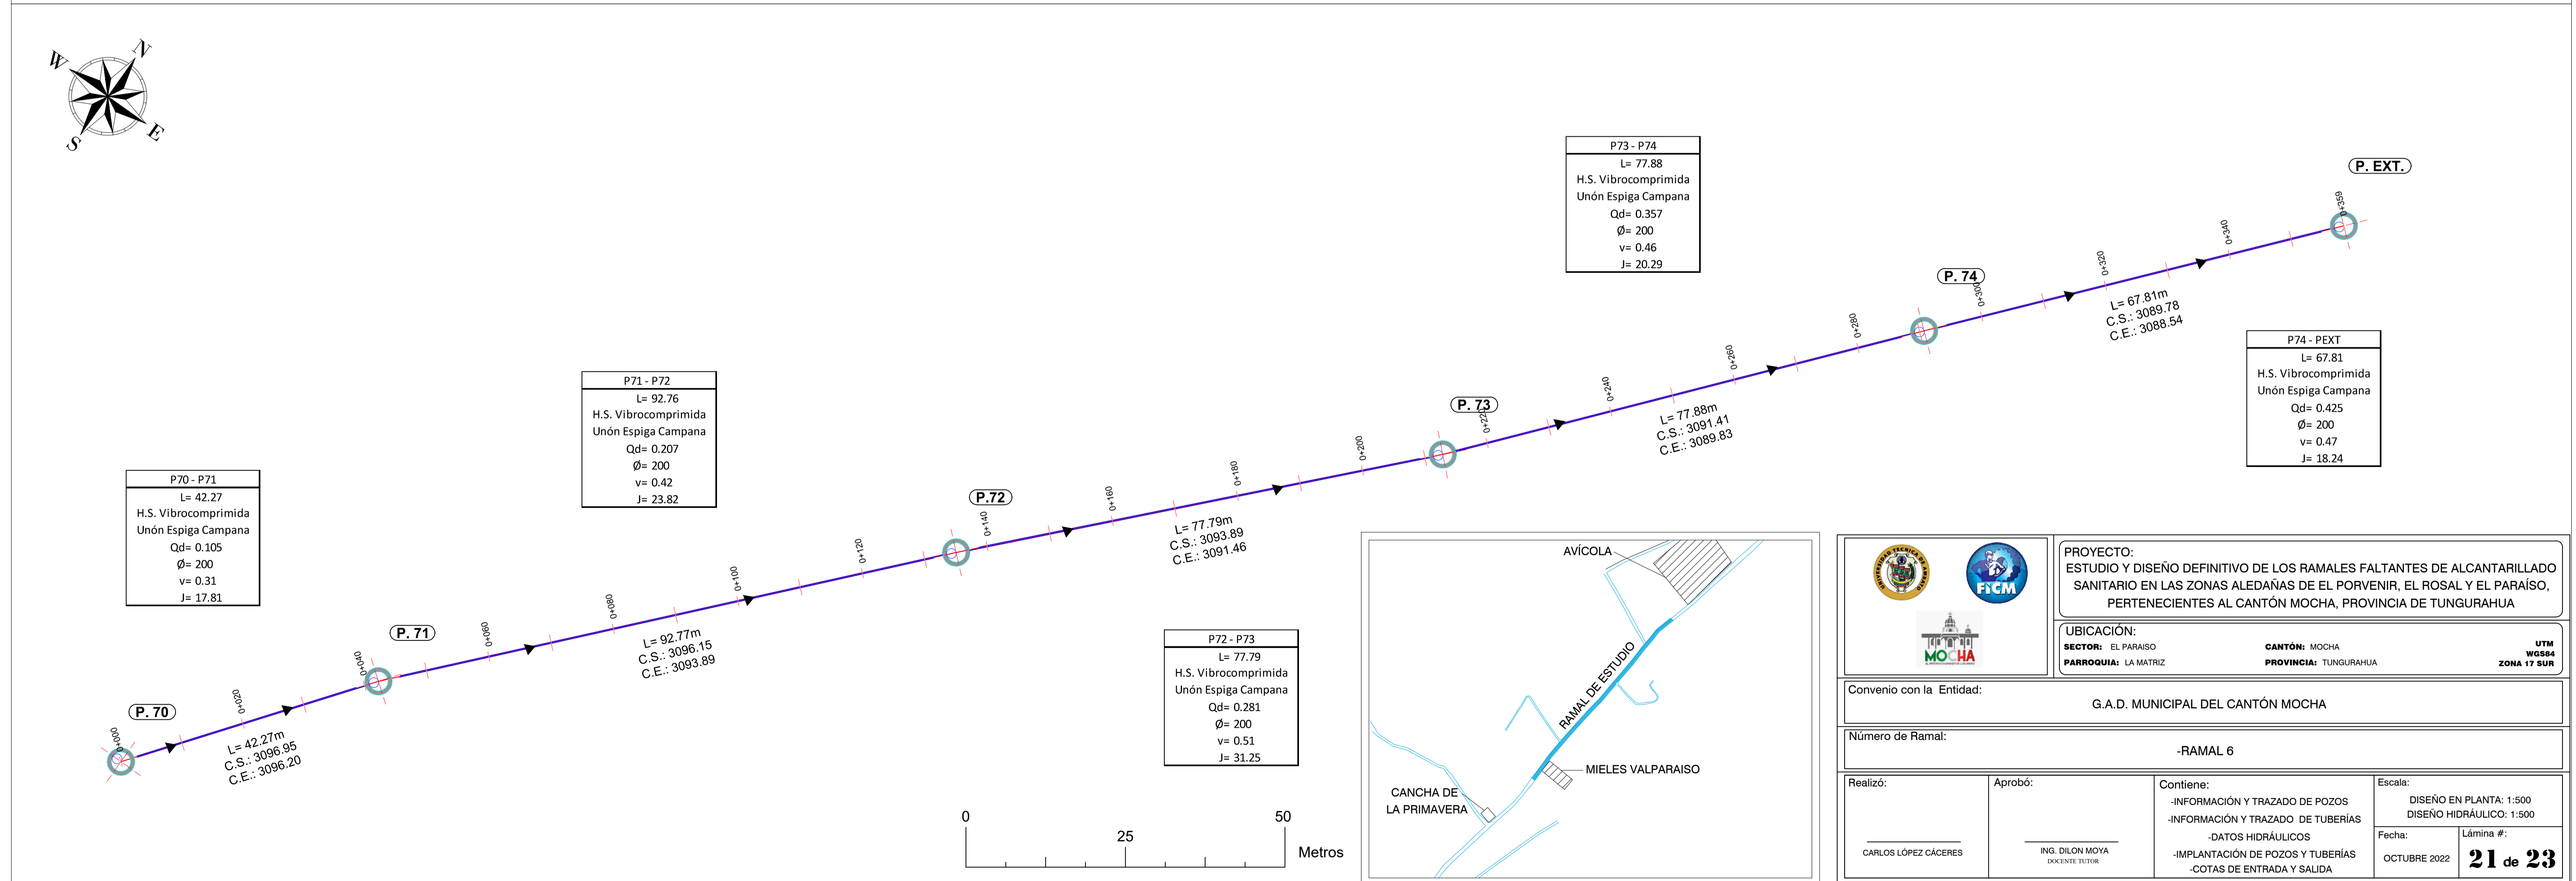 N
W
E
S
P. 70
0+000
0+020
L= 42.27m
C.S.: 3096.95
C.E.: 3096.20
P70 - P71
L= 42.27
H.S. Vibrocomprimida
Unón Espiga Campana
Qd= 0.105
Ø= 200
v= 0.31
J= 17.81
0+040
P. 71
0+060
0+080
L= 92.77m
C.S.: 3096.15
C.E.: 3093.89
P71 - P72
L= 92.76
H.S. Vibrocomprimida
Unón Espiga Campana
Qd= 0.207
Ø= 200
v= 0.42
J= 23.82
0+100
0+120
P.72
0+140
0+160
0+180
L= 77.79m
C.S.: 3093.89
C.E.: 3091.46
P72 - P73
L= 77.79
H.S. Vibrocomprimida
Unón Espiga Campana
Qd= 0.281
Ø= 200
v= 0.51
J= 31.25
0+200
P. 73
0+220
0+240
0+260
L= 77.88m
C.S.: 3091.41
C.E.: 3089.83
P73 - P74
L= 77.88
H.S. Vibrocomprimida
Unón Espiga Campana
Qd= 0.357
Ø= 200
v= 0.46
J= 20.29
0+280
P. 74
0+300
0+320
0+340
L= 67.81m
C.S.: 3089.78
C.E.: 3088.54
P. EXT.
0+359
P74 - PEXT
L= 67.81
H.S. Vibrocomprimida
Unón Espiga Campana
Qd= 0.425
Ø= 200
v= 0.47
J= 18.24
0
25
50
Metros
AVÍCOLA
RAMAL DE ESTUDIO
MIELES VALPARAISO
CANCHA DE
LA PRIMAVERA
UNIVERSIDAD TECNICA DE AMBATO
FICM
MOCHA
PROYECTO:
ESTUDIO Y DISEÑO DEFINITIVO DE LOS RAMALES FALTANTES DE ALCANTARILLADO
SANITARIO EN LAS ZONAS ALEDAÑAS DE EL PORVENIR, EL ROSAL Y EL PARAÍSO,
PERTENECIENTES AL CANTÓN MOCHA, PROVINCIA DE TUNGURAHUA
UBICACIÓN:
SECTOR: EL PARAISO
CANTÓN: MOCHA
PARROQUIA: LA MATRIZ
PROVINCIA: TUNGURAHUA
UTM
WGS84
ZONA 17 SUR
Convenio con la Entidad:
G.A.D. MUNICIPAL DEL CANTÓN MOCHA
Número de Ramal:
-RAMAL 6
Realizó:
CARLOS LÓPEZ CÁCERES
Aprobó:
ING. DILON MOYA
DOCENTE TUTOR
Contiene:
-INFORMACIÓN Y TRAZADO DE POZOS
-INFORMACIÓN Y TRAZADO DE TUBERÍAS
-DATOS HIDRÁULICOS
-IMPLANTACIÓN DE POZOS Y TUBERÍAS
-COTAS DE ENTRADA Y SALIDA
Escala:
DISEÑO EN PLANTA: 1:500
DISEÑO HIDRÁULICO: 1:500
Fecha:
OCTUBRE 2022
Lámina #:
21 de 23